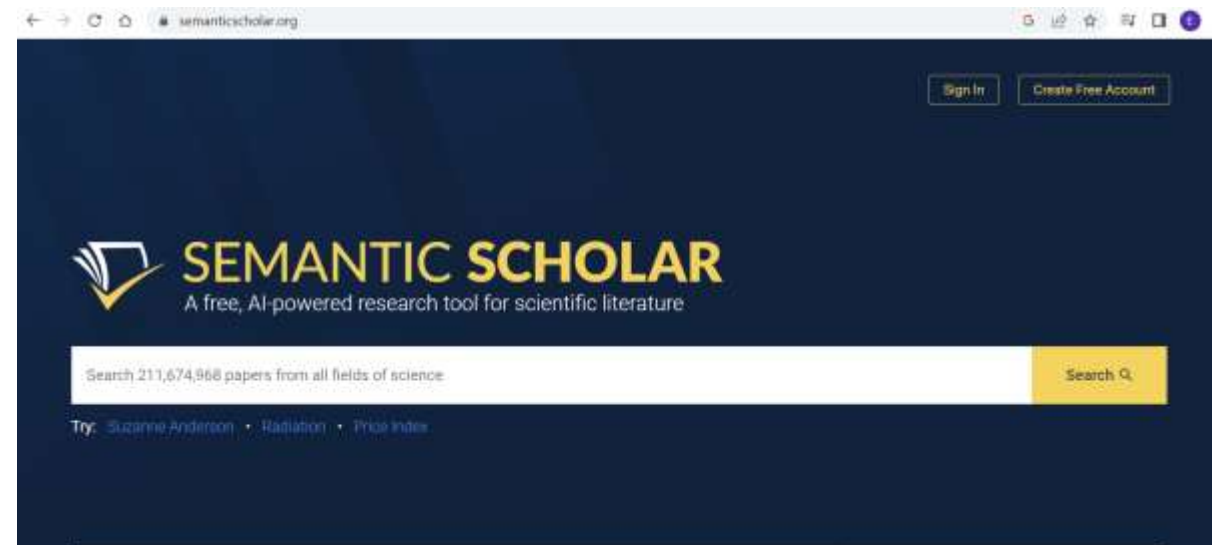 semanticscholar.org
Sign In
Create Free Account
SEMANTIC SCHOLAR
A free, AI-powered research tool for scientific literature
Search 211,674,968 papers from all fields of science
Search
Try: Suzanne Anderson • Radiation • Price Index